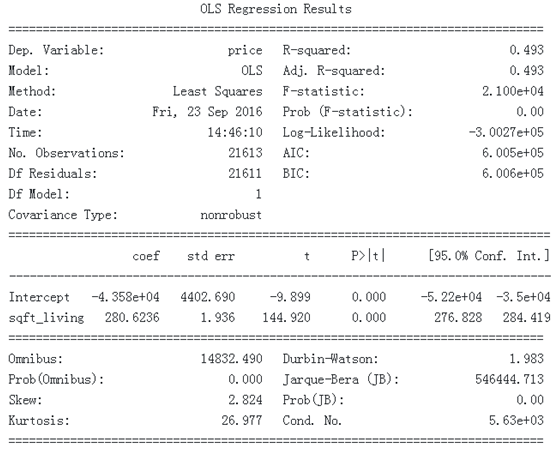 OLS Regression Results
==============================================================================
Dep. Variable: price R-squared: 0.493
Model: OLS Adj. R-squared: 0.493
Method: Least Squares F-statistic: 2.100e+04
Date: Fri, 23 Sep 2016 Prob (F-statistic): 0.00
Time: 14:46:10 Log-Likelihood: -3.0027e+05
No. Observations: 21613 AIC: 6.005e+05
Df Residuals: 21611 BIC: 6.006e+05
Df Model: 1
Covariance Type: nonrobust
==============================================================================
coef std err t P>|t| [95.0% Conf. Int.]
------------------------------------------------------------------------------
Intercept -4.358e+04 4402.690 -9.899 0.000 -5.22e+04 -3.5e+04
sqft_living 280.6236 1.936 144.920 0.000 276.828 284.419
==============================================================================
Omnibus: 14832.490 Durbin-Watson: 1.983
Prob(Omnibus): 0.000 Jarque-Bera (JB): 546444.713
Skew: 2.824 Prob(JB): 0.00
Kurtosis: 26.977 Cond. No. 5.63e+03
==============================================================================